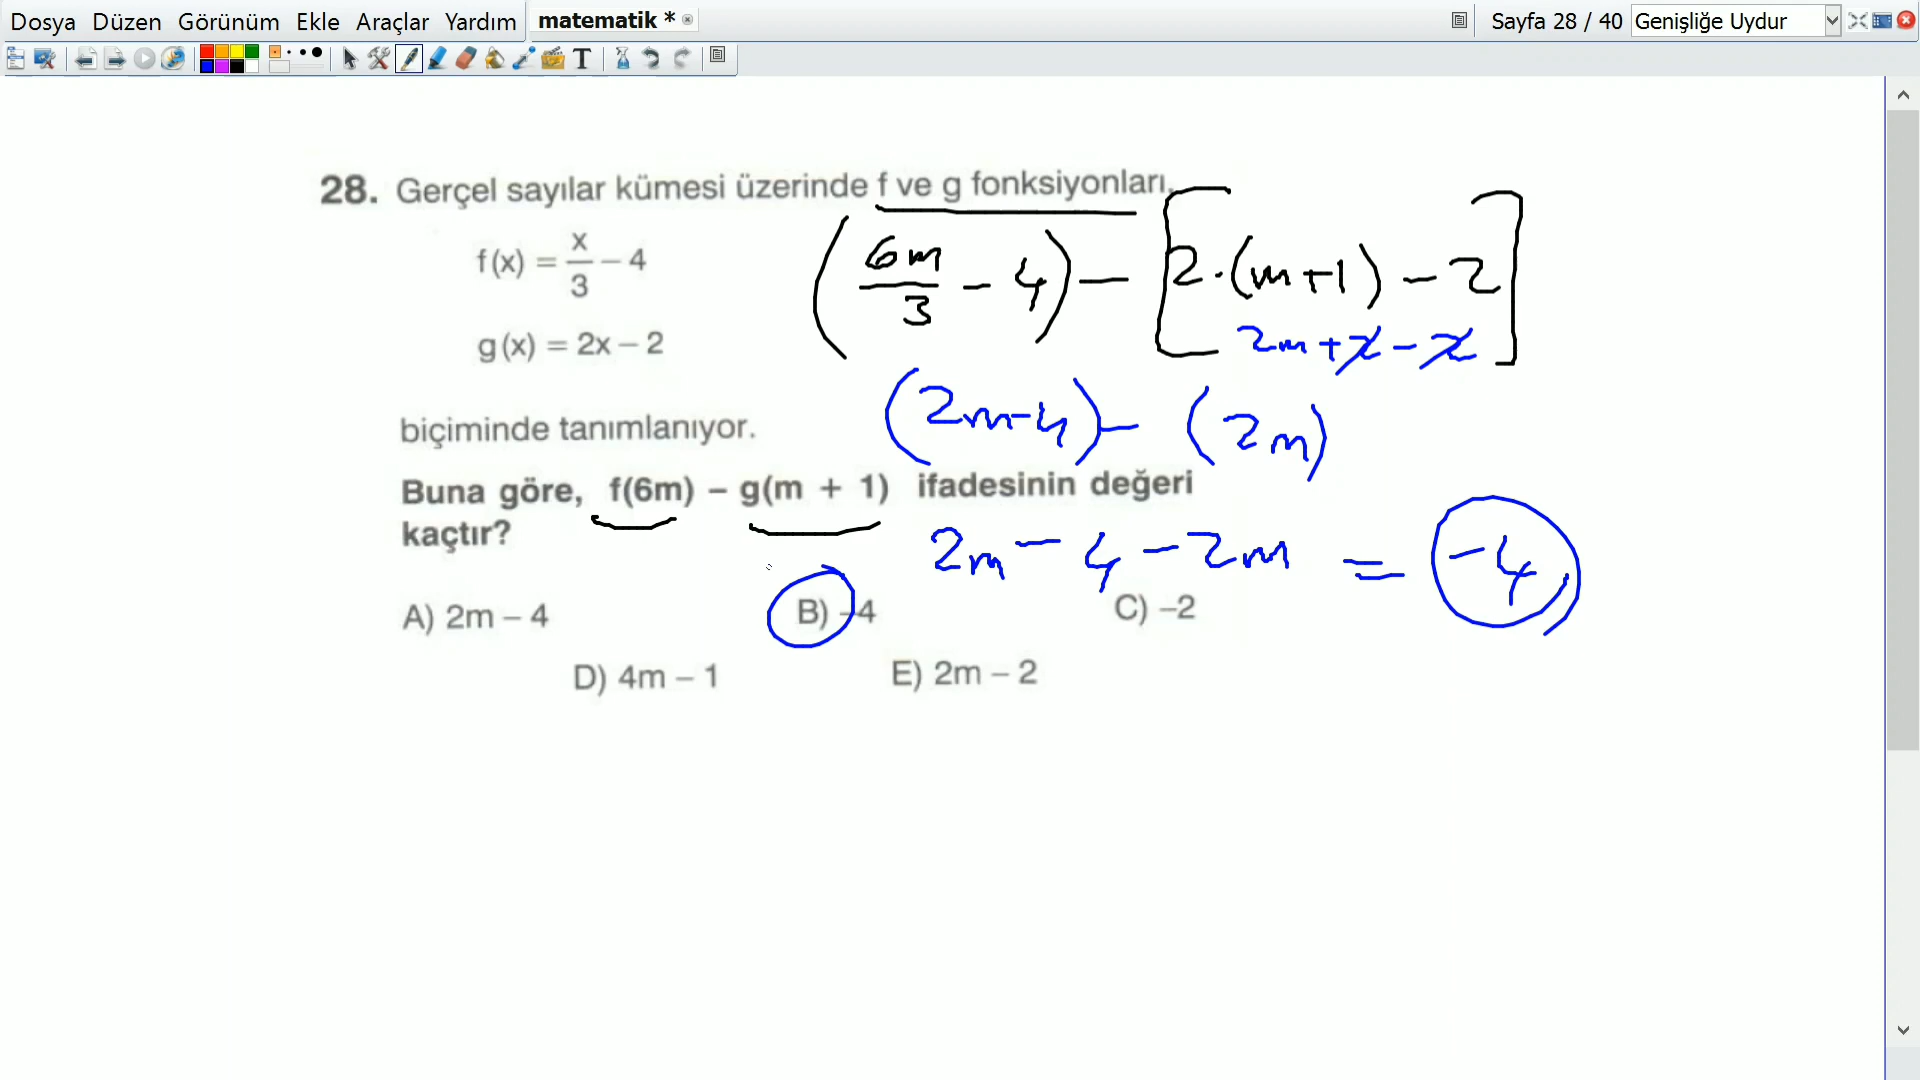 Dosya Düzen Görünüm Ekle Araçlar Yardım matematik * Sayfa 28 / 40 Genişliğe Uydur
28. Gerçel sayılar kümesi üzerinde f ve g fonksiyonları,
f(x) = x/3 – 4
(6m/3 - 4) - [2·(m+1) - 2]
g(x) = 2x – 2
2m + 2 - 2
(2m-4) - (2m)
biçiminde tanımlanıyor.
Buna göre, f(6m) – g(m + 1) ifadesinin değeri
kaçtır?
2m - 4 - 2m = -4
A) 2m – 4 B) –4 C) –2
D) 4m – 1 E) 2m – 2